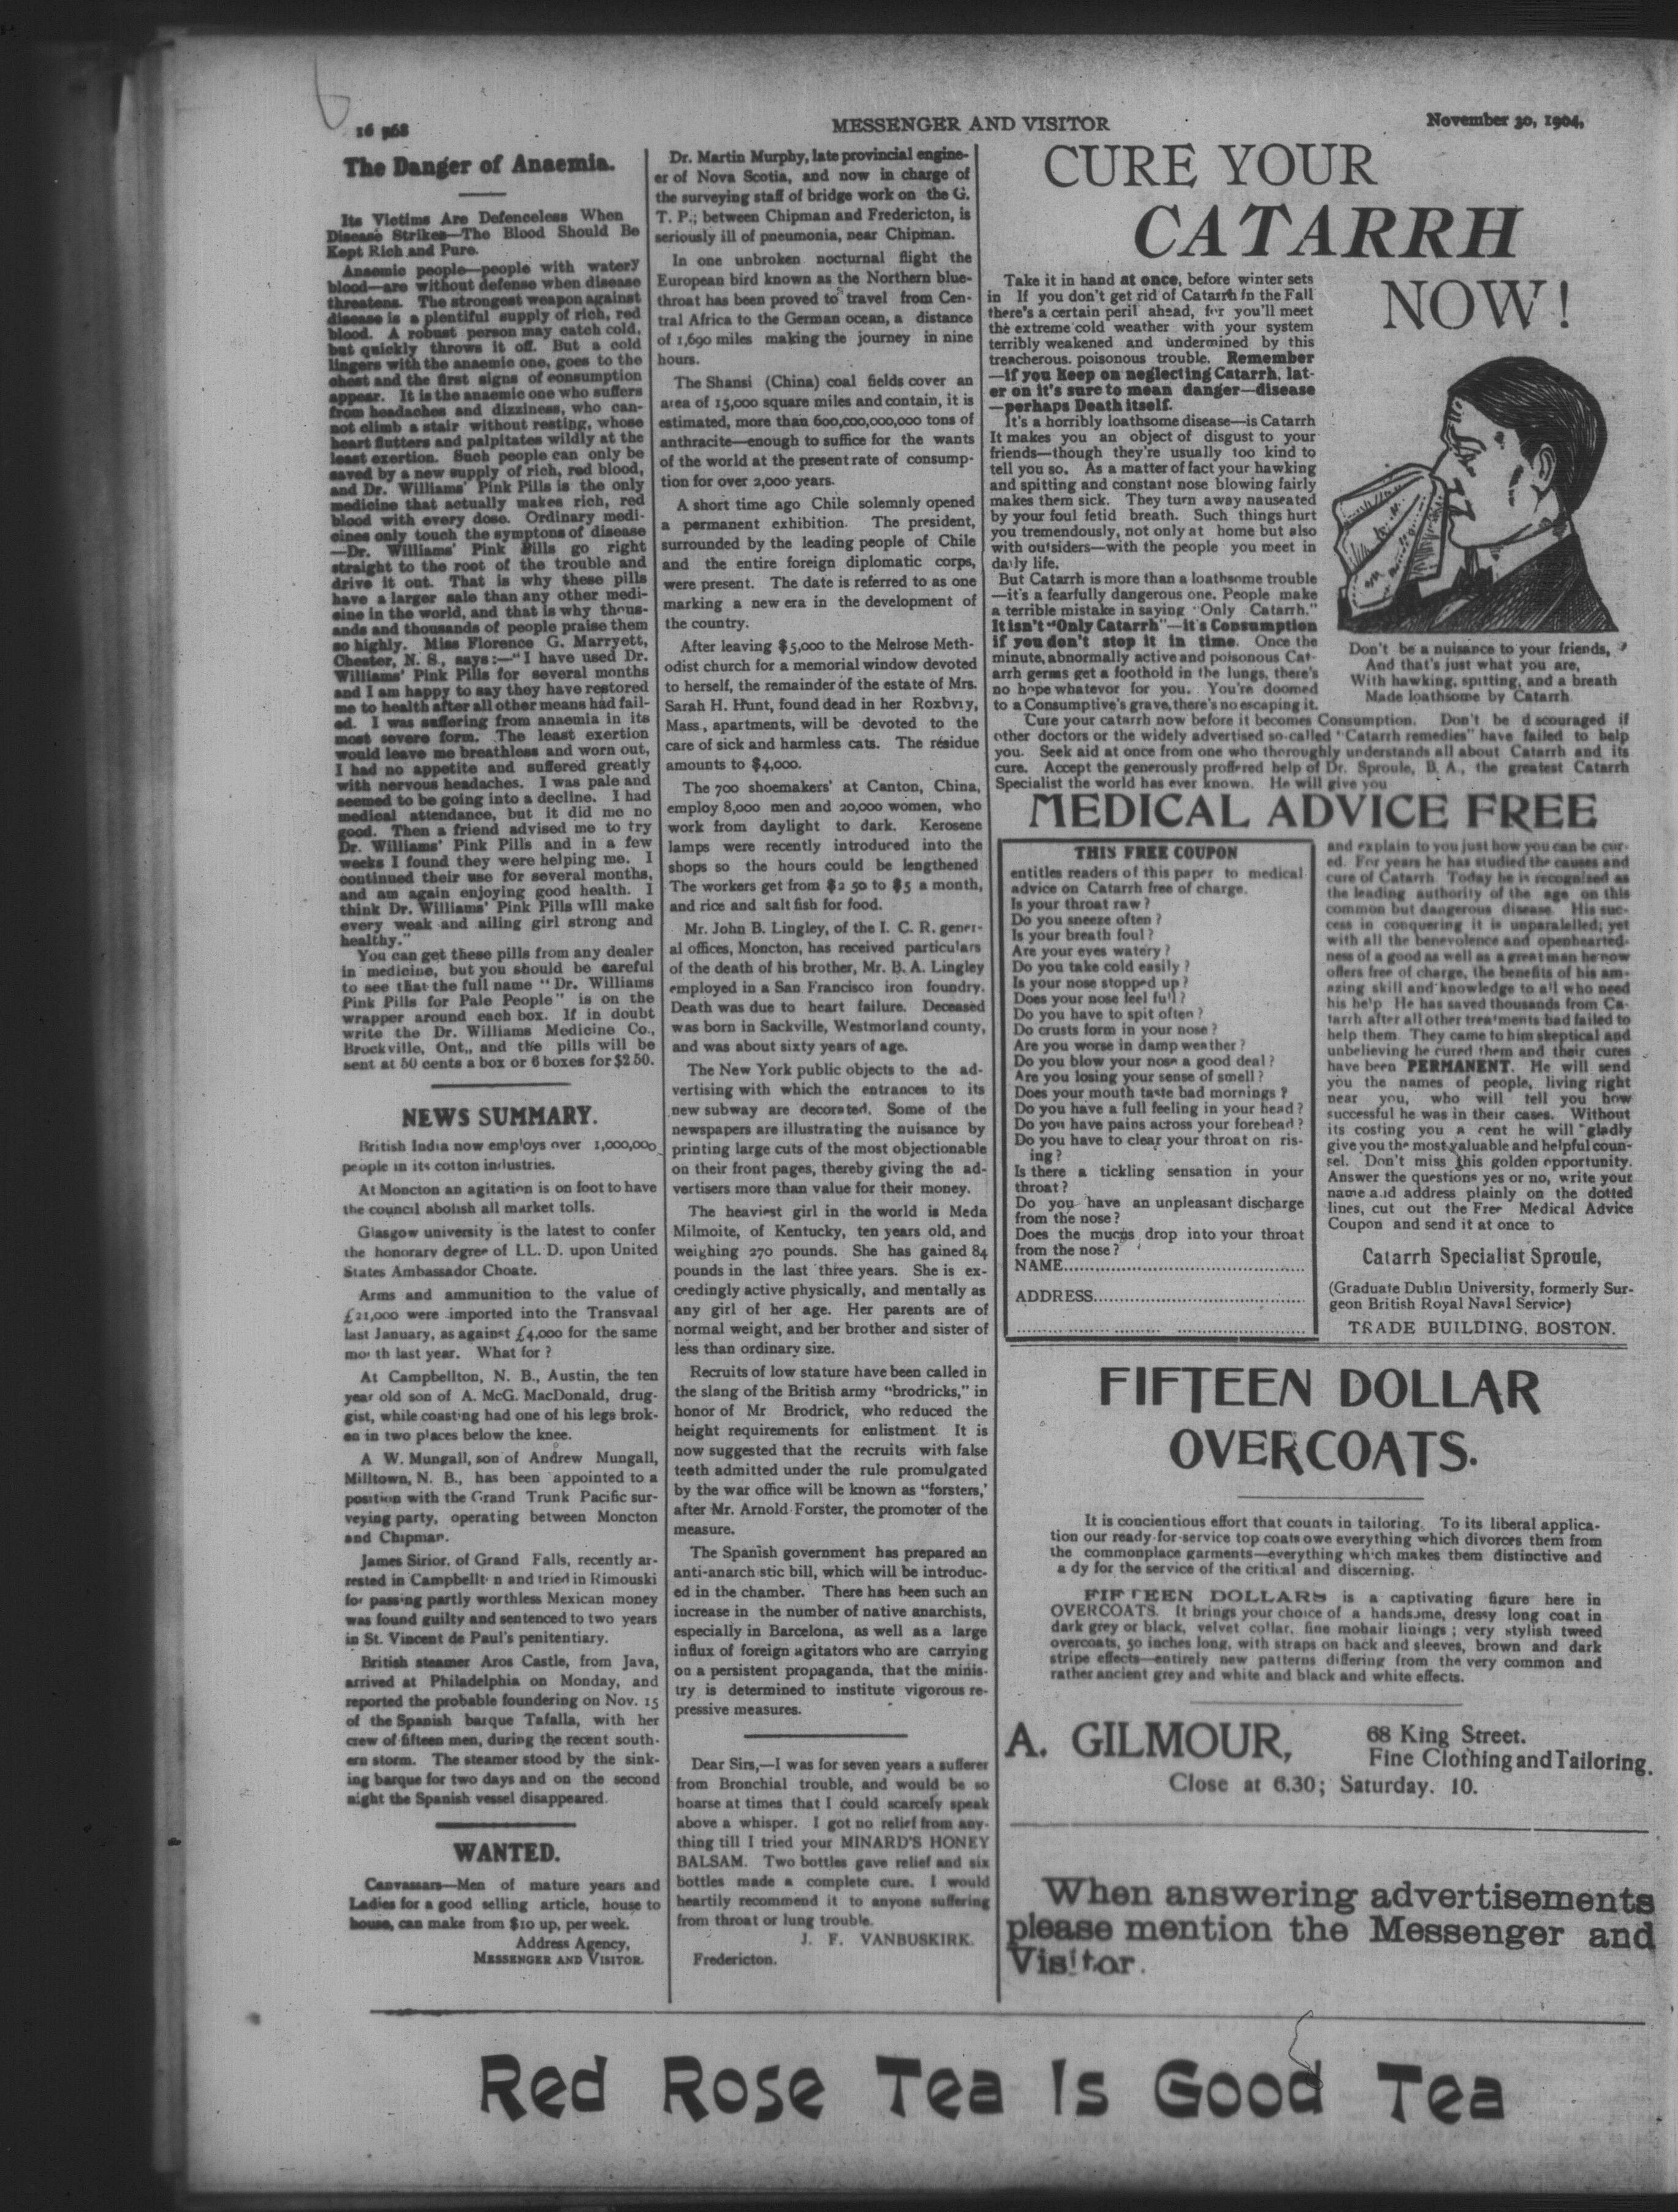 16 968
MESSENGER AND VISITOR
November 30, 1904,
The Danger of Anaemia.
Its Victims Are Defenceless When
Disease Strikes—The Blood Should Be
Kept Rich and Pure.
Anaemic people—people with watery
blood—are without defense when disease
threatens. The strongest weapon against
disease is a plentiful supply of rich, red
blood. A robust person may catch cold,
but quickly throws it off. But a cold
lingers with the anaemic one, goes to the
chest and the first signs of consumption
appear. It is the anaemic one who suffers
from headaches and dizziness, who can-
not climb a stair without resting, whose
heart flutters and palpitates wildly at the
least exertion. Such people can only be
saved by a new supply of rich, red blood,
and Dr. Williams' Pink Pills is the only
medicine that actually makes rich, red
blood with every dose. Ordinary medi-
cines only touch the symptons of disease
—Dr. Williams' Pink Pills go right
straight to the root of the trouble and
drive it out. That is why these pills
have a larger sale than any other medi-
cine in the world, and that is why thous-
ands and thousands of people praise them
so highly. Miss Florence G. Marryett,
Chester, N. S., says:—"I have used Dr.
Williams' Pink Pills for several months
and I am happy to say they have restored
me to health after all other means had fail-
ed. I was suffering from anaemia in its
most severe form. The least exertion
would leave me breathless and worn out,
I had no appetite and suffered greatly
with nervous headaches. I was pale and
seemed to be going into a decline. I had
medical attendance, but it did me no
good. Then a friend advised me to try
Dr. Williams' Pink Pills and in a few
weeks I found they were helping me. I
continued their use for several months,
and am again enjoying good health. I
think Dr. Williams' Pink Pills will make
every weak and ailing girl strong and
healthy."
You can get these pills from any dealer
in medicine, but you should be careful
to see that the full name "Dr. Williams
Pink Pills for Pale People" is on the
wrapper around each box. If in doubt
write the Dr. Williams Medicine Co.,
Brockville, Ont., and the pills will be
sent at 50 cents a box or 6 boxes for $2 50.
NEWS SUMMARY.
British India now employs over 1,000,000
people in its cotton industries.
At Moncton an agitation is on foot to have
the council abolish all market tolls.
Glasgow university is the latest to confer
the honorary degree of LL. D. upon United
States Ambassador Choate.
Arms and ammunition to the value of
£21,000 were imported into the Transvaal
last January, as against £4,000 for the same
mo th last year. What for ?
At Campbellton, N. B., Austin, the ten
year old son of A. McG. MacDonald, drug-
gist, while coasting had one of his legs brok-
en in two places below the knee.
A W. Mungall, son of Andrew Mungall,
Milltown, N. B., has been appointed to a
position with the Grand Trunk Pacific sur-
veying party, operating between Moncton
and Chipman.
James Sirior, of Grand Falls, recently ar-
rested in Campbellt n and tried in Rimouski
for passing partly worthless Mexican money
was found guilty and sentenced to two years
in St. Vincent de Paul's penitentiary.
British steamer Aros Castle, from Java,
arrived at Philadelphia on Monday, and
reported the probable foundering on Nov. 15
of the Spanish barque Tafalla, with her
crew of fifteen men, during the recent south-
ern storm. The steamer stood by the sink-
ing barque for two days and on the second
night the Spanish vessel disappeared.
WANTED.
Canvassars—Men of mature years and
Ladies for a good selling article, house to
house, can make from $10 up, per week.
Address Agency,
MESSENGER AND VISITOR.
Dr. Martin Murphy, late provincial engine-
er of Nova Scotia, and now in charge of
the surveying staff of bridge work on the G.
T. P.; between Chipman and Fredericton, is
seriously ill of pneumonia, near Chipman.
In one unbroken nocturnal flight the
European bird known as the Northern blue-
throat has been proved to travel from Cen-
tral Africa to the German ocean, a distance
of 1,690 miles making the journey in nine
hours.
The Shansi (China) coal fields cover an
area of 15,000 square miles and contain, it is
estimated, more than 600,000,000,000 tons of
anthracite—enough to suffice for the wants
of the world at the present rate of consump-
tion for over 2,000 years.
A short time ago Chile solemnly opened
a permanent exhibition. The president,
surrounded by the leading people of Chile
and the entire foreign diplomatic corps,
were present. The date is referred to as one
marking a new era in the development of
the country.
After leaving $5,000 to the Melrose Meth-
odist church for a memorial window devoted
to herself, the remainder of the estate of Mrs.
Sarah H. Hunt, found dead in her Roxbviy,
Mass, apartments, will be devoted to the
care of sick and harmless cats. The residue
amounts to $4,000.
The 700 shoemakers' at Canton, China,
employ 8,000 men and 20,000 women, who
work from daylight to dark. Kerosene
lamps were recently introduced into the
shops so the hours could be lengthened
The workers get from $2 50 to $5 a month,
and rice and salt fish for food.
Mr. John B. Lingley, of the I. C. R. gener-
al offices, Moncton, has received particulars
of the death of his brother, Mr. B. A. Lingley
employed in a San Francisco iron foundry.
Death was due to heart failure. Deceased
was born in Sackville, Westmorland county,
and was about sixty years of age.
The New York public objects to the ad-
vertising with which the entrances to its
new subway are decorated. Some of the
newspapers are illustrating the nuisance by
printing large cuts of the most objectionable
on their front pages, thereby giving the ad-
vertisers more than value for their money.
The heaviest girl in the world is Meda
Milmoite, of Kentucky, ten years old, and
weighing 270 pounds. She has gained 84
pounds in the last three years. She is ex-
cedingly active physically, and mentally as
any girl of her age. Her parents are of
normal weight, and her brother and sister of
less than ordinary size.
Recruits of low stature have been called in
the slang of the British army "brodricks," in
honor of Mr Brodrick, who reduced the
height requirements for enlistment. It is
now suggested that the recruits with false
teeth admitted under the rule promulgated
by the war office will be known as "forsters,'
after Mr. Arnold Forster, the promoter of the
measure.
The Spanish government has prepared an
anti-anarch stic bill, which will be introduc-
ed in the chamber. There has been such an
increase in the number of native anarchists,
especially in Barcelona, as well as a large
influx of foreign agitators who are carrying
on a persistent propaganda, that the minis-
try is determined to institute vigorous re-
pressive measures.
Dear Sirs,—I was for seven years a sufferer
from Bronchial trouble, and would be so
hoarse at times that I could scarcely speak
above a whisper. I got no relief from any-
thing till I tried your MINARD'S HONEY
BALSAM. Two bottles gave relief and six
bottles made a complete cure. I would
heartily recommend it to anyone suffering
from throat or lung trouble.
J. F. VANBUSKIRK.
Fredericton.
CURE YOUR
CATARRH
NOW!
Take it in hand at once, before winter sets
in If you don't get rid of Catarrh in the Fall
there's a certain peril ahead, for you'll meet
the extreme cold weather with your system
terribly weakened and undermined by this
treacherous. poisonous trouble. Remember
—if you keep on neglecting Catarrh, lat-
er on it's sure to mean danger—disease
—perhaps Death itself.
It's a horribly loathsome disease—is Catarrh
It makes you an object of disgust to your
friends—though they're usually too kind to
tell you so. As a matter of fact your hawking
and spitting and constant nose blowing fairly
makes them sick. They turn away nauseated
by your foul fetid breath. Such things hurt
you tremendously, not only at home but also
with outsiders—with the people you meet in
daily life.
But Catarrh is more than a loathsome trouble
—it's a fearfully dangerous one. People make
a terrible mistake in saying "Only Catarrh."
It isn't "Only Catarrh"—it's Consumption
if you don't stop it in time. Once the
minute, abnormally active and poisonous Cat-
arrh germs get a foothold in the lungs, there's
no hope whatevor for you. You're doomed
to a Consumptive's grave, there's no escaping it.
Don't be a nuisance to your friends,
And that's just what you are,
With hawking, spitting, and a breath
Made loathsome by Catarrh
Cure your catarrh now before it becomes Consumption. Don't be d scouraged if
other doctors or the widely advertised so-called "Catarrh remedies" have failed to help
you. Seek aid at once from one who thoroughly understands all about Catarrh and its
cure. Accept the generously proffered help of Dr. Sproule, B. A., the greatest Catarrh
Specialist the world has ever known. He will give you
MEDICAL ADVICE FREE
THIS FREE COUPON
entitles readers of this paper to medical
advice on Catarrh free of charge.
Is your throat raw?
Do you sneeze often?
Is your breath foul?
Are your eyes watery?
Do you take cold easily?
Is your nose stopped up?
Does your nose feel full?
Do you have to spit often?
Do crusts form in your nose?
Are you worse in damp weather?
Do you blow your nose a good deal?
Are you losing your sense of smell?
Does your mouth taste bad mornings?
Do you have a full feeling in your head?
Do you have pains across your forehead?
Do you have to clear your throat on ris-
ing?
Is there a tickling sensation in your
throat?
Do you have an unpleasant discharge
from the nose?
Does the mucus drop into your throat
from the nose?
NAME..........................................
ADDRESS.....................................
..................................................
and explain to you just how you can be cur-
ed. For years he has studied the causes and
cure of Catarrh. Today he is recognized as
the leading authority of the age on this
common but dangerous disease. His suc-
cess in conquering it is unparalelled; yet
with all the benevolence and openhearted-
ness of a good as well as a great man he now
offers free of charge, the benefits of his am-
azing skill and knowledge to all who need
his help He has saved thousands from Ca-
tarrh after all other treatments had failed to
help them. They came to him skeptical and
unbelieving he cured them and their cures
have been PERMANENT. He will send
you the names of people, living right
near you, who will tell you how
successful he was in their cases. Without
its costing you a cent he will gladly
give you the most valuable and helpful coun-
sel. Don't miss this golden opportunity.
Answer the questions yes or no, write your
name a.id address plainly on the dotted
lines, cut out the Free Medical Advice
Coupon and send it at once to
Catarrh Specialist Sproule,
(Graduate Dublin University, formerly Sur-
geon British Royal Naval Service)
TRADE BUILDING, BOSTON.
FIFTEEN DOLLAR
OVERCOATS.
It is concientious effort that counts in tailoring. To its liberal applica-
tion our ready-for-service top coats owe everything which divorces them from
the commonplace garments—everything which makes them distinctive and
a dy for the service of the critical and discerning.
FIFTEEN DOLLARS is a captivating figure here in
OVERCOATS. It brings your choice of a handsome, dressy long coat in
dark grey or black, velvet collar, fine mohair linings; very stylish tweed
overcoats, 50 inches long, with straps on back and sleeves, brown and dark
stripe effects—entirely new patterns differing from the very common and
rather ancient grey and white and black and white effects.
A. GILMOUR,
68 King Street.
Fine Clothing and Tailoring.
Close at 6.30; Saturday. 10.
When answering advertisements
please mention the Messenger and
Visitor.
Red Rose Tea Is Good Tea